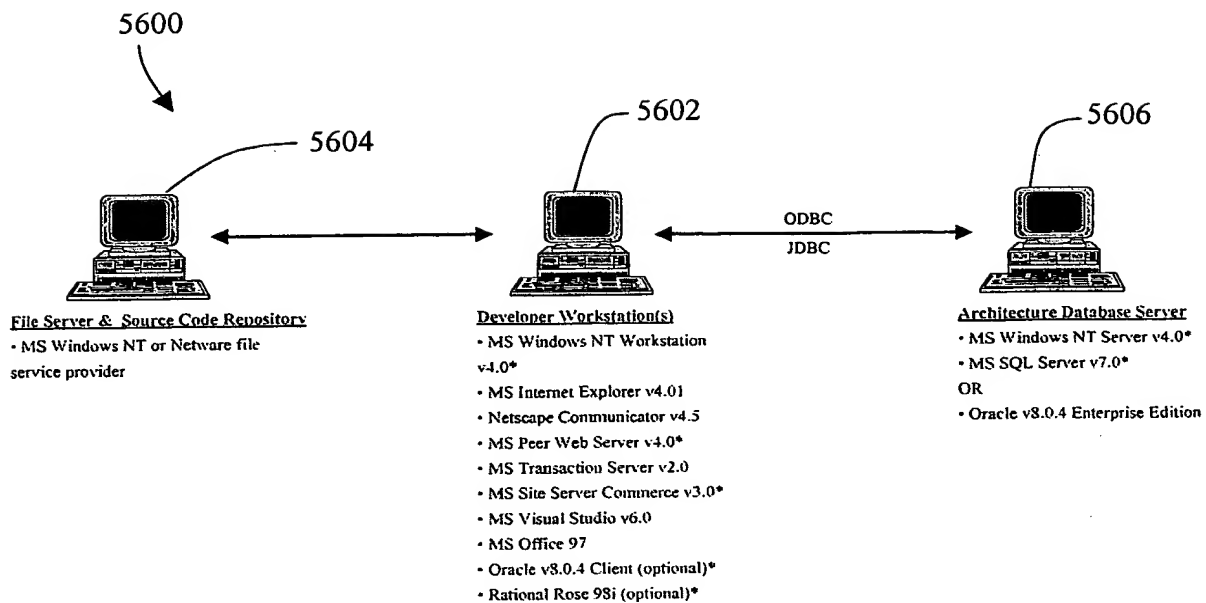 5600
5604
5602
5606
ODBC
JDBC
File Server & Source Code Repository
• MS Windows NT or Netware file
service provider
Developer Workstation(s)
• MS Windows NT Workstation
v4.0*
• MS Internet Explorer v4.01
• Netscape Communicator v4.5
• MS Peer Web Server v4.0*
• MS Transaction Server v2.0
• MS Site Server Commerce v3.0*
• MS Visual Studio v6.0
• MS Office 97
• Oracle v8.0.4 Client (optional)*
• Rational Rose 98i (optional)*
Architecture Database Server
• MS Windows NT Server v4.0*
• MS SQL Server v7.0*
OR
• Oracle v8.0.4 Enterprise Edition